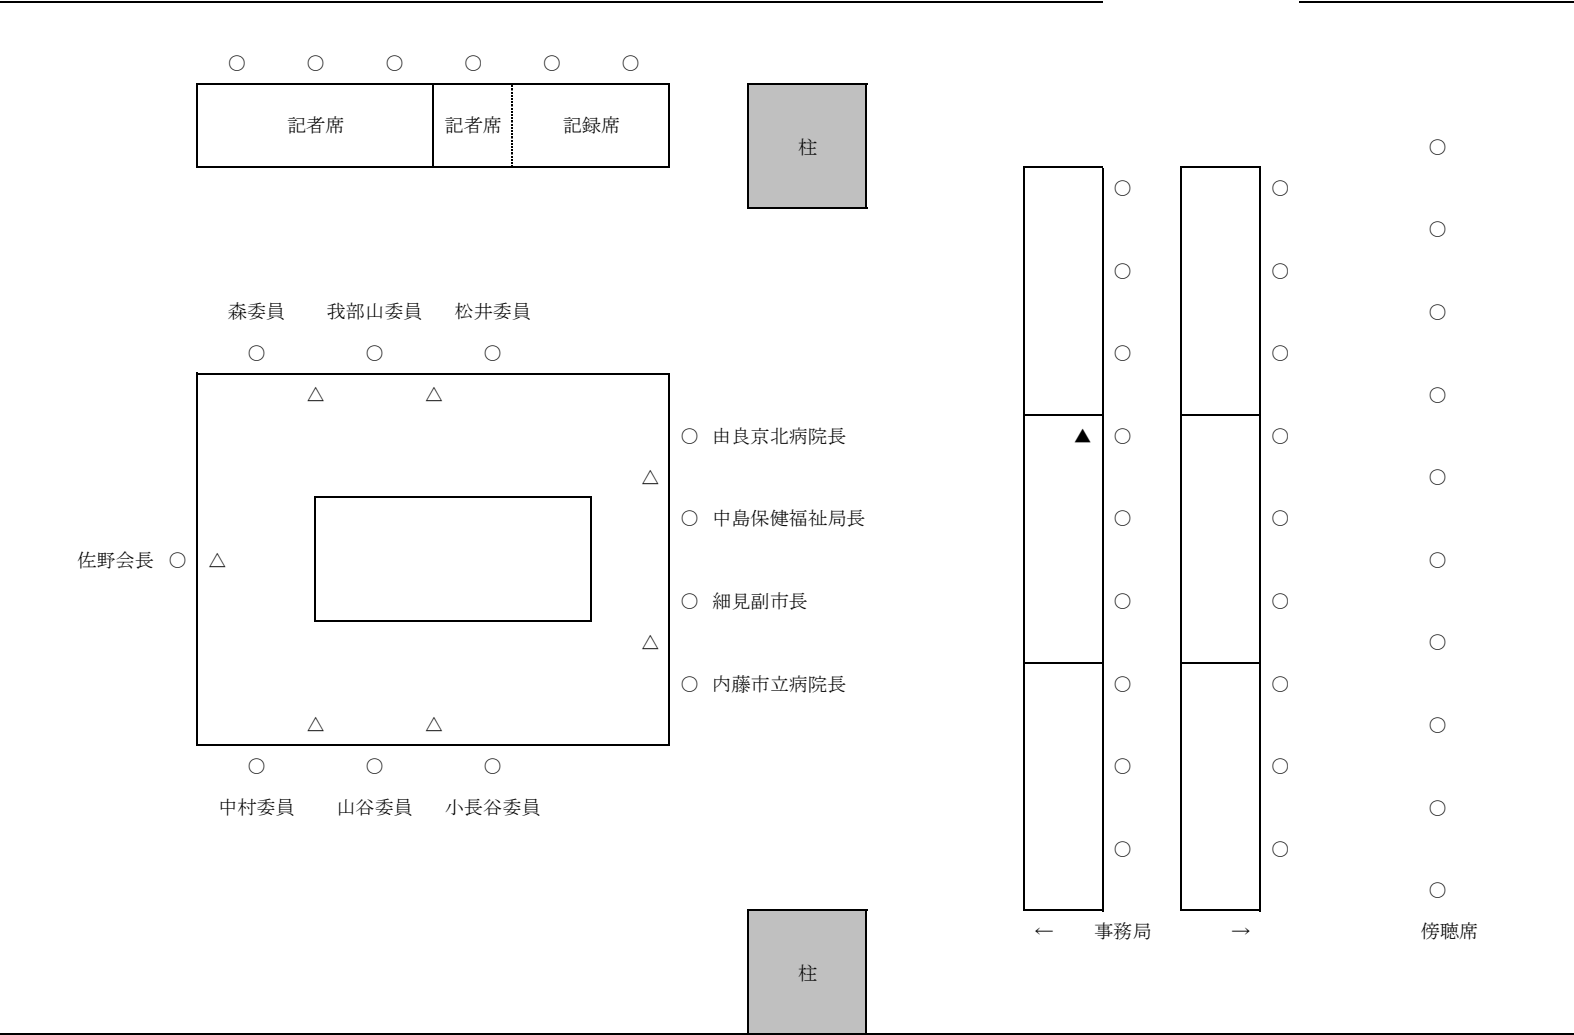 記者席 記者席 記録席
柱
森委員 我部山委員 松井委員
由良京北病院長
中島保健福祉局長
佐野会長
細見副市長
内藤市立病院長
中村委員 山谷委員 小長谷委員
← 事務局 → 傍聴席
柱